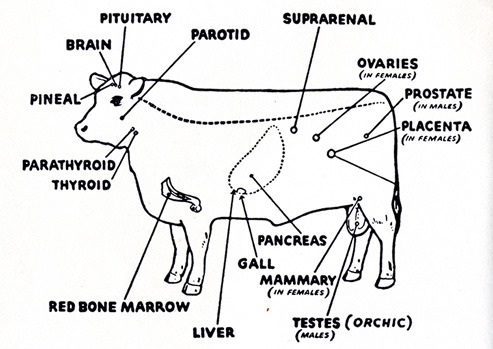 PITUITARY
BRAIN
PAROTID
SUPRARENAL
PINEAL
OVARIES
(IN FEMALES)
PROSTATE
(IN MALES)
PLACENTA
(IN FEMALES)
PARATHYROID
THYROID
PANCREAS
GALL
MAMMARY
(IN FEMALES)
RED BONE MARROW
LIVER
TESTES (ORCHIC)
(MALES)